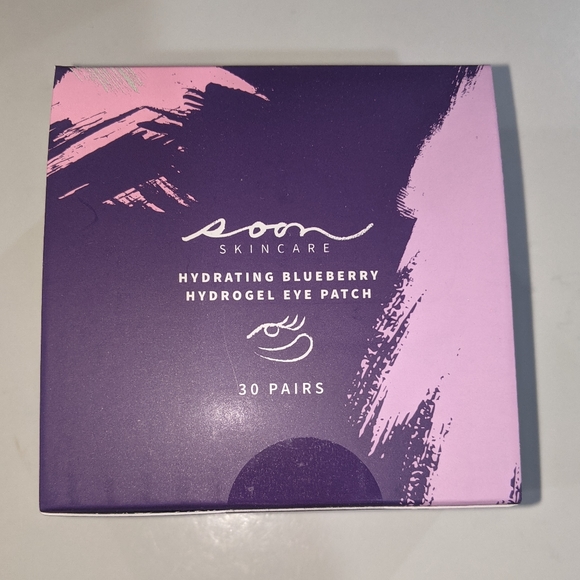 soon
SKINCARE
HYDRATING BLUEBERRY
HYDROGEL EYE PATCH
30 PAIRS